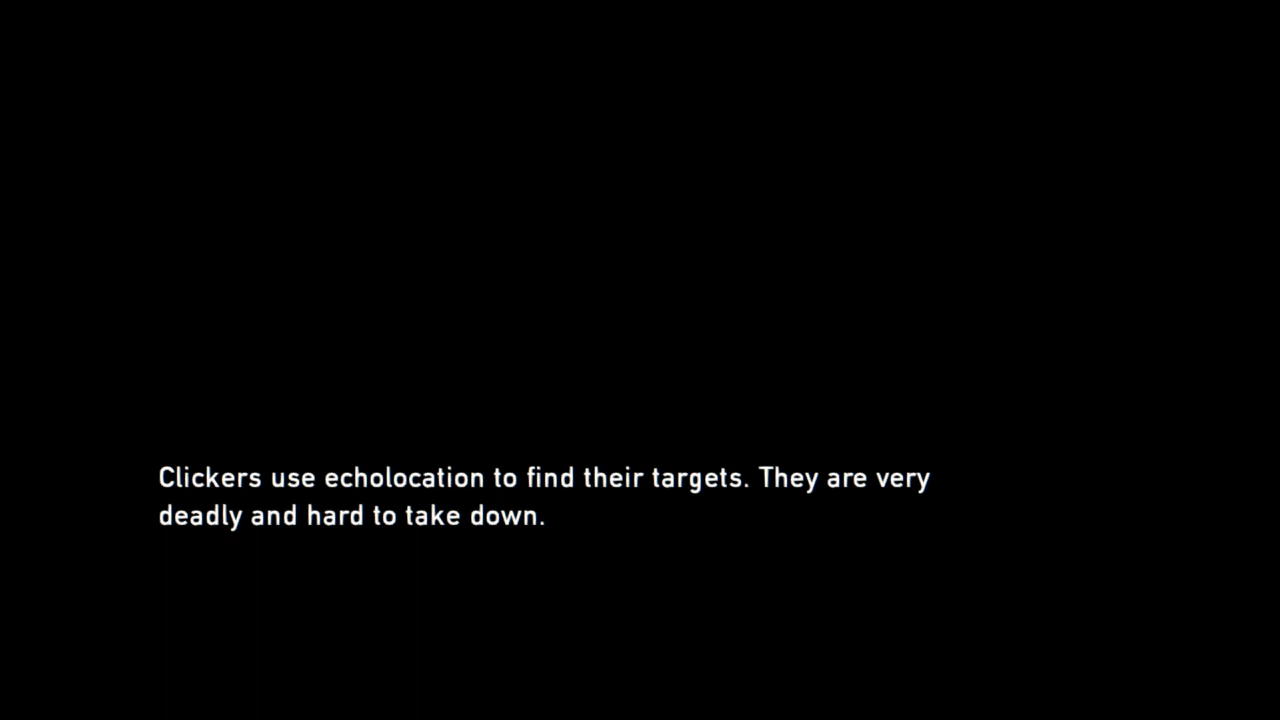 Clickers use echolocation to find their targets. They are very
deadly and hard to take down.